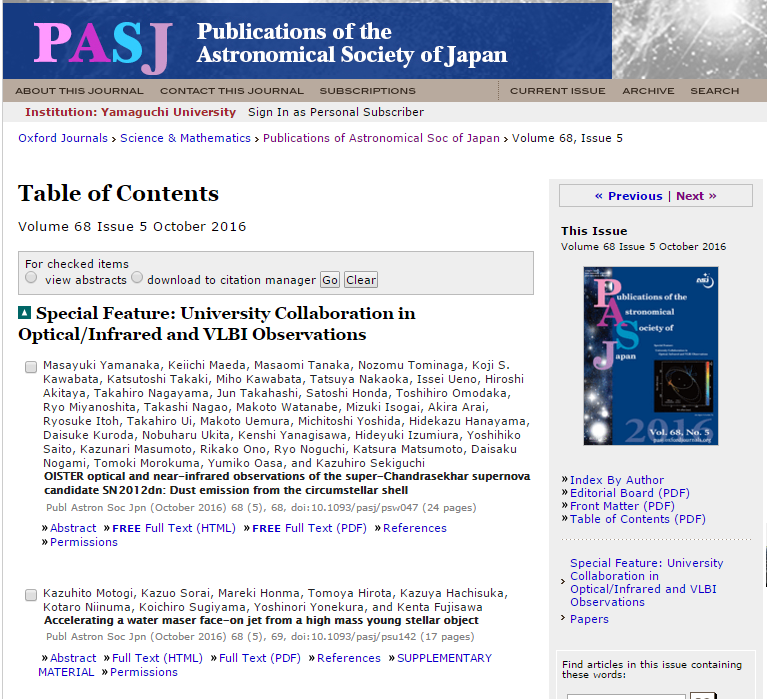 PASJ Publications of the
Astronomical Society of Japan
ABOUT THIS JOURNAL CONTACT THIS JOURNAL SUBSCRIPTIONS CURRENT ISSUE ARCHIVE SEARCH
Institution: Yamaguchi University Sign In as Personal Subscriber
Oxford Journals > Science & Mathematics > Publications of Astronomical Soc of Japan > Volume 68, Issue 5
Table of Contents
Volume 68 Issue 5 October 2016
For checked items
view abstracts download to citation manager Go Clear
Special Feature: University Collaboration in
Optical/Infrared and VLBI Observations
Masayuki Yamanaka, Keiichi Maeda, Masaomi Tanaka, Nozomu Tominaga, Koji S.
Kawabata, Katsutoshi Takaki, Miho Kawabata, Tatsuya Nakaoka, Issei Ueno, Hiroshi
Akitaya, Takahiro Nagayama, Jun Takahashi, Satoshi Honda, Toshihiro Omodaka,
Ryo Miyanoshita, Takashi Nagao, Makoto Watanabe, Mizuki Isogai, Akira Arai,
Ryosuke Itoh, Takahiro Ui, Makoto Uemura, Michitoshi Yoshida, Hidekazu Hanayama,
Daisuke Kuroda, Nobuharu Ukita, Kenshi Yanagisawa, Hideyuki Izumiura, Yoshihiko
Saito, Kazunari Masumoto, Rikako Ono, Ryo Noguchi, Katsura Matsumoto, Daisaku
Nogami, Tomoki Morokuma, Yumiko Oasa, and Kazuhiro Sekiguchi
OISTER optical and near-infrared observations of the super-Chandrasekhar supernova
candidate SN 2012dn: Dust emission from the circumstellar shell
Publ Astron Soc Jpn (October 2016) 68 (5), 68, doi:10.1093/pasj/psw047 (24 pages)
» Abstract » FREE Full Text (HTML) » FREE Full Text (PDF) » References
» Permissions
Kazuhito Motogi, Kazuo Sorai, Mareki Honma, Tomoya Hirota, Kazuya Hachisuka,
Kotaro Niinuma, Koichiro Sugiyama, Yoshinori Yonekura, and Kenta Fujisawa
Accelerating a water maser face-on jet from a high mass young stellar object
Publ Astron Soc Jpn (October 2016) 68 (5), 69, doi:10.1093/pasj/psu142 (17 pages)
» Abstract » Full Text (HTML) » Full Text (PDF) » References » SUPPLEMENTARY
MATERIAL » Permissions
« Previous | Next »
This Issue
Volume 68 Issue 5 October 2016
Publications of the
Astronomical
Society of
Japan
2016
Vol. 68, No. 5
» Index By Author
» Editorial Board (PDF)
» Front Matter (PDF)
» Table of Contents (PDF)
> Special Feature: University
Collaboration in
Optical/Infrared and VLBI
Observations
> Papers
Find articles in this issue containing
these words: